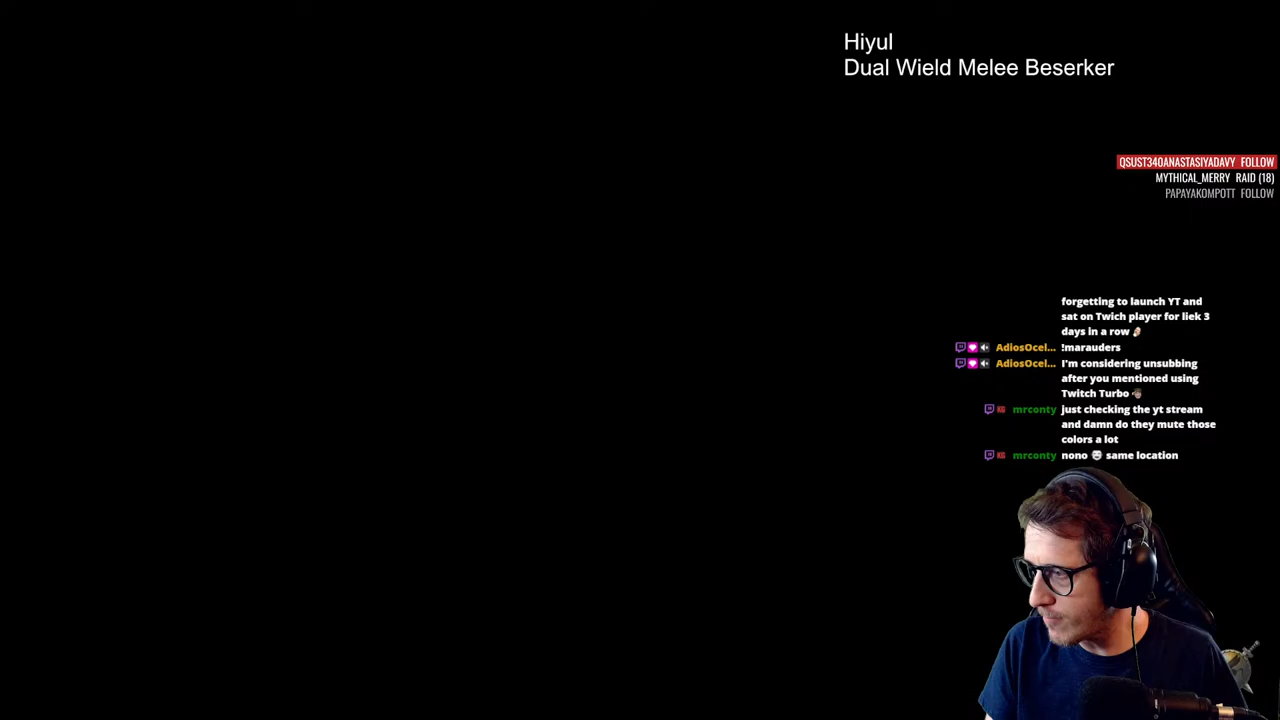 Hiyul
Dual Wield Melee Beserker
QSUST340ANASTASIYADAVY FOLLOW
MYTHICAL_MERRY RAID (18)
PAPAYAKOMPOTT FOLLOW
forgetting to launch YT and
sat on Twich player for liek 3
days in a row
AdiosOcel... !marauders
AdiosOcel... I'm considering unsubbing
after you mentioned using
Twitch Turbo
KG mrconty just checking the yt stream
and damn do they mute those
colors a lot
KG mrconty nono same location